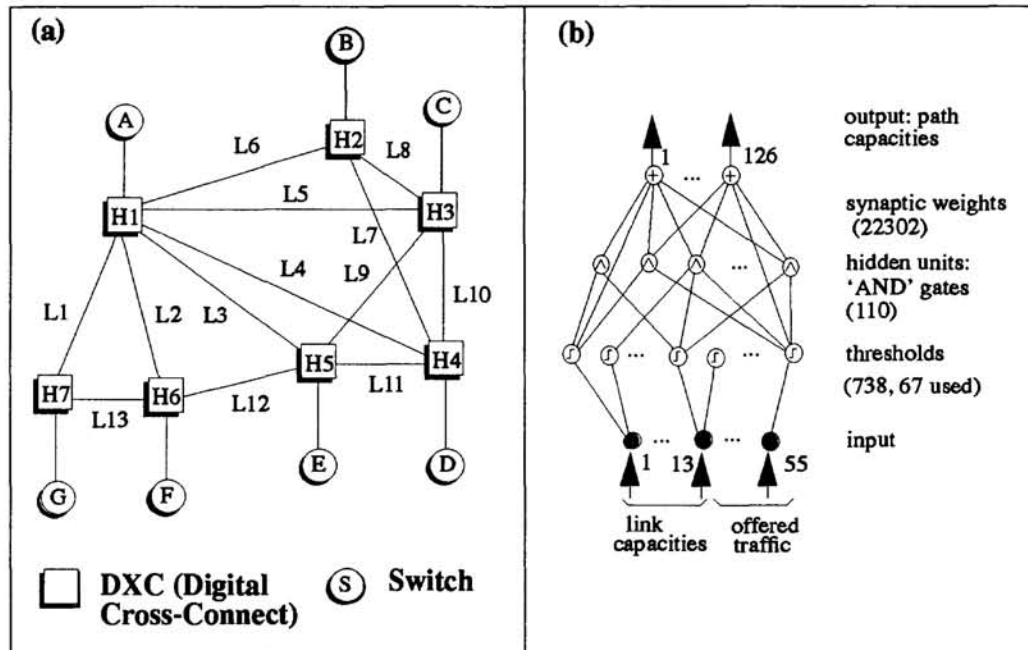 (a)
B
A
C
H2
L6
L8
L5
H1
H3
L7
L4
L9
L10
L1
L2
L3
H5
H4
L11
H7
H6
L12
L13
G
F
E
D
DXC (Digital
Cross-Connect)
S
Switch
(b)
output: path
capacities
1
126
...
synaptic weights
(22302)
...
hidden units:
'AND' gates
(110)
...
...
thresholds
(738, 67 used)
...
...
input
1
13
55
link
capacities
offered
traffic